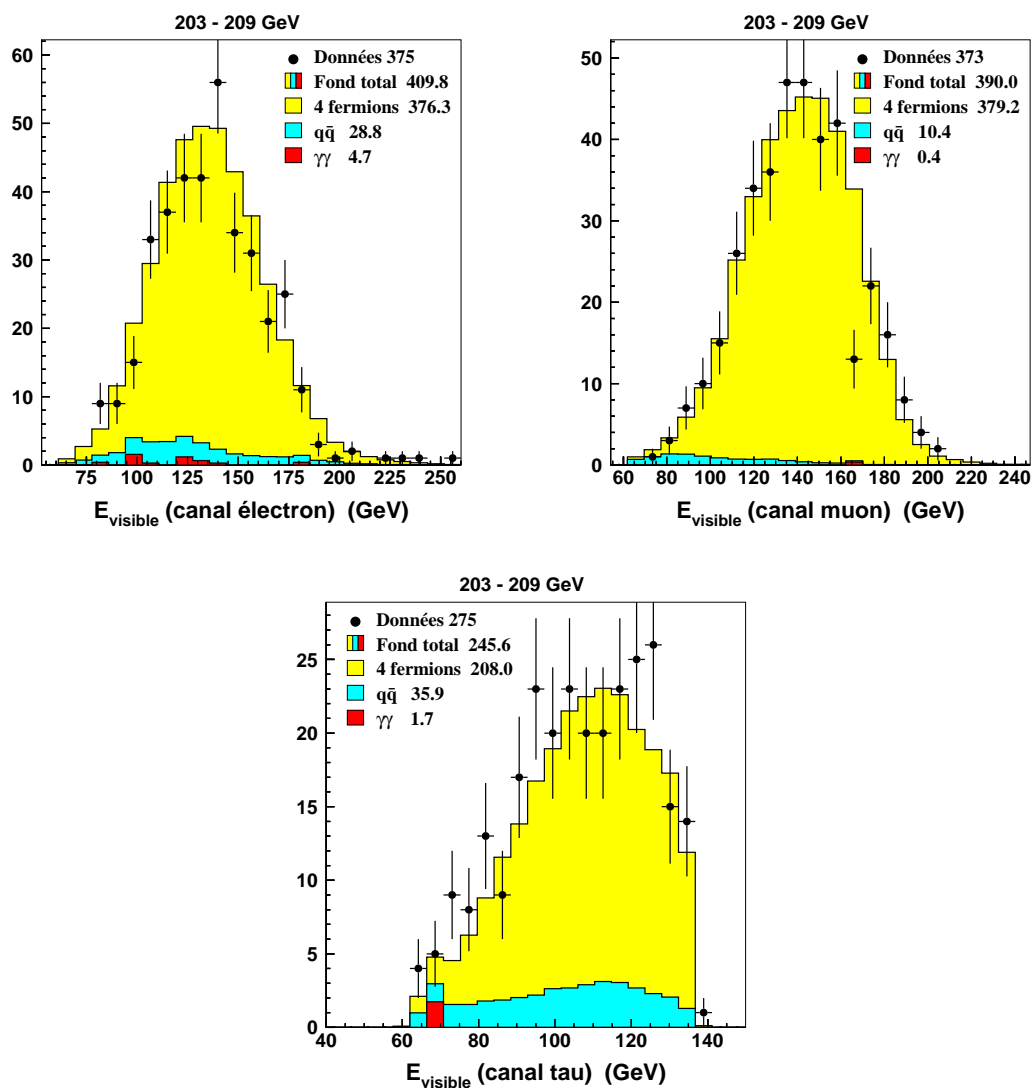 203 - 209 GeV
Données 375
Fond total 409.8
4 fermions 376.3
qq̄ 28.8
γγ 4.7
60
50
40
30
20
10
0
75 100 125 150 175 200 225 250
E_visible (canal électron) (GeV)
203 - 209 GeV
Données 373
Fond total 390.0
4 fermions 379.2
qq̄ 10.4
γγ 0.4
50
40
30
20
10
0
60 80 100 120 140 160 180 200 220 240
E_visible (canal muon) (GeV)
203 - 209 GeV
Données 275
Fond total 245.6
4 fermions 208.0
qq̄ 35.9
γγ 1.7
25
20
15
10
5
0
40 60 80 100 120 140
E_visible (canal tau) (GeV)